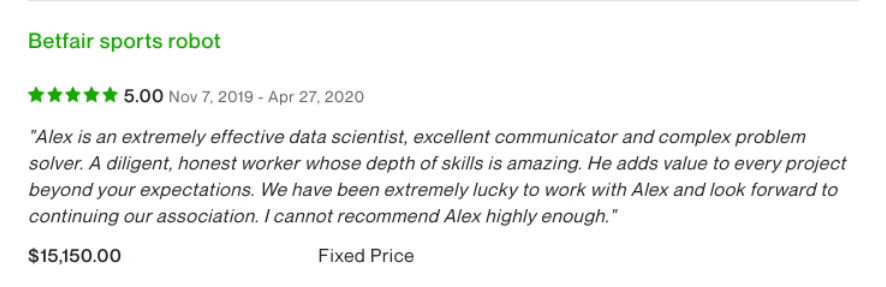 Betfair sports robot
5.00 Nov 7, 2019 - Apr 27, 2020
"Alex is an extremely effective data scientist, excellent communicator and complex problem
solver. A diligent, honest worker whose depth of skills is amazing. He adds value to every project
beyond your expectations. We have been extremely lucky to work with Alex and look forward to
continuing our association. I cannot recommend Alex highly enough."
$15,150.00 Fixed Price